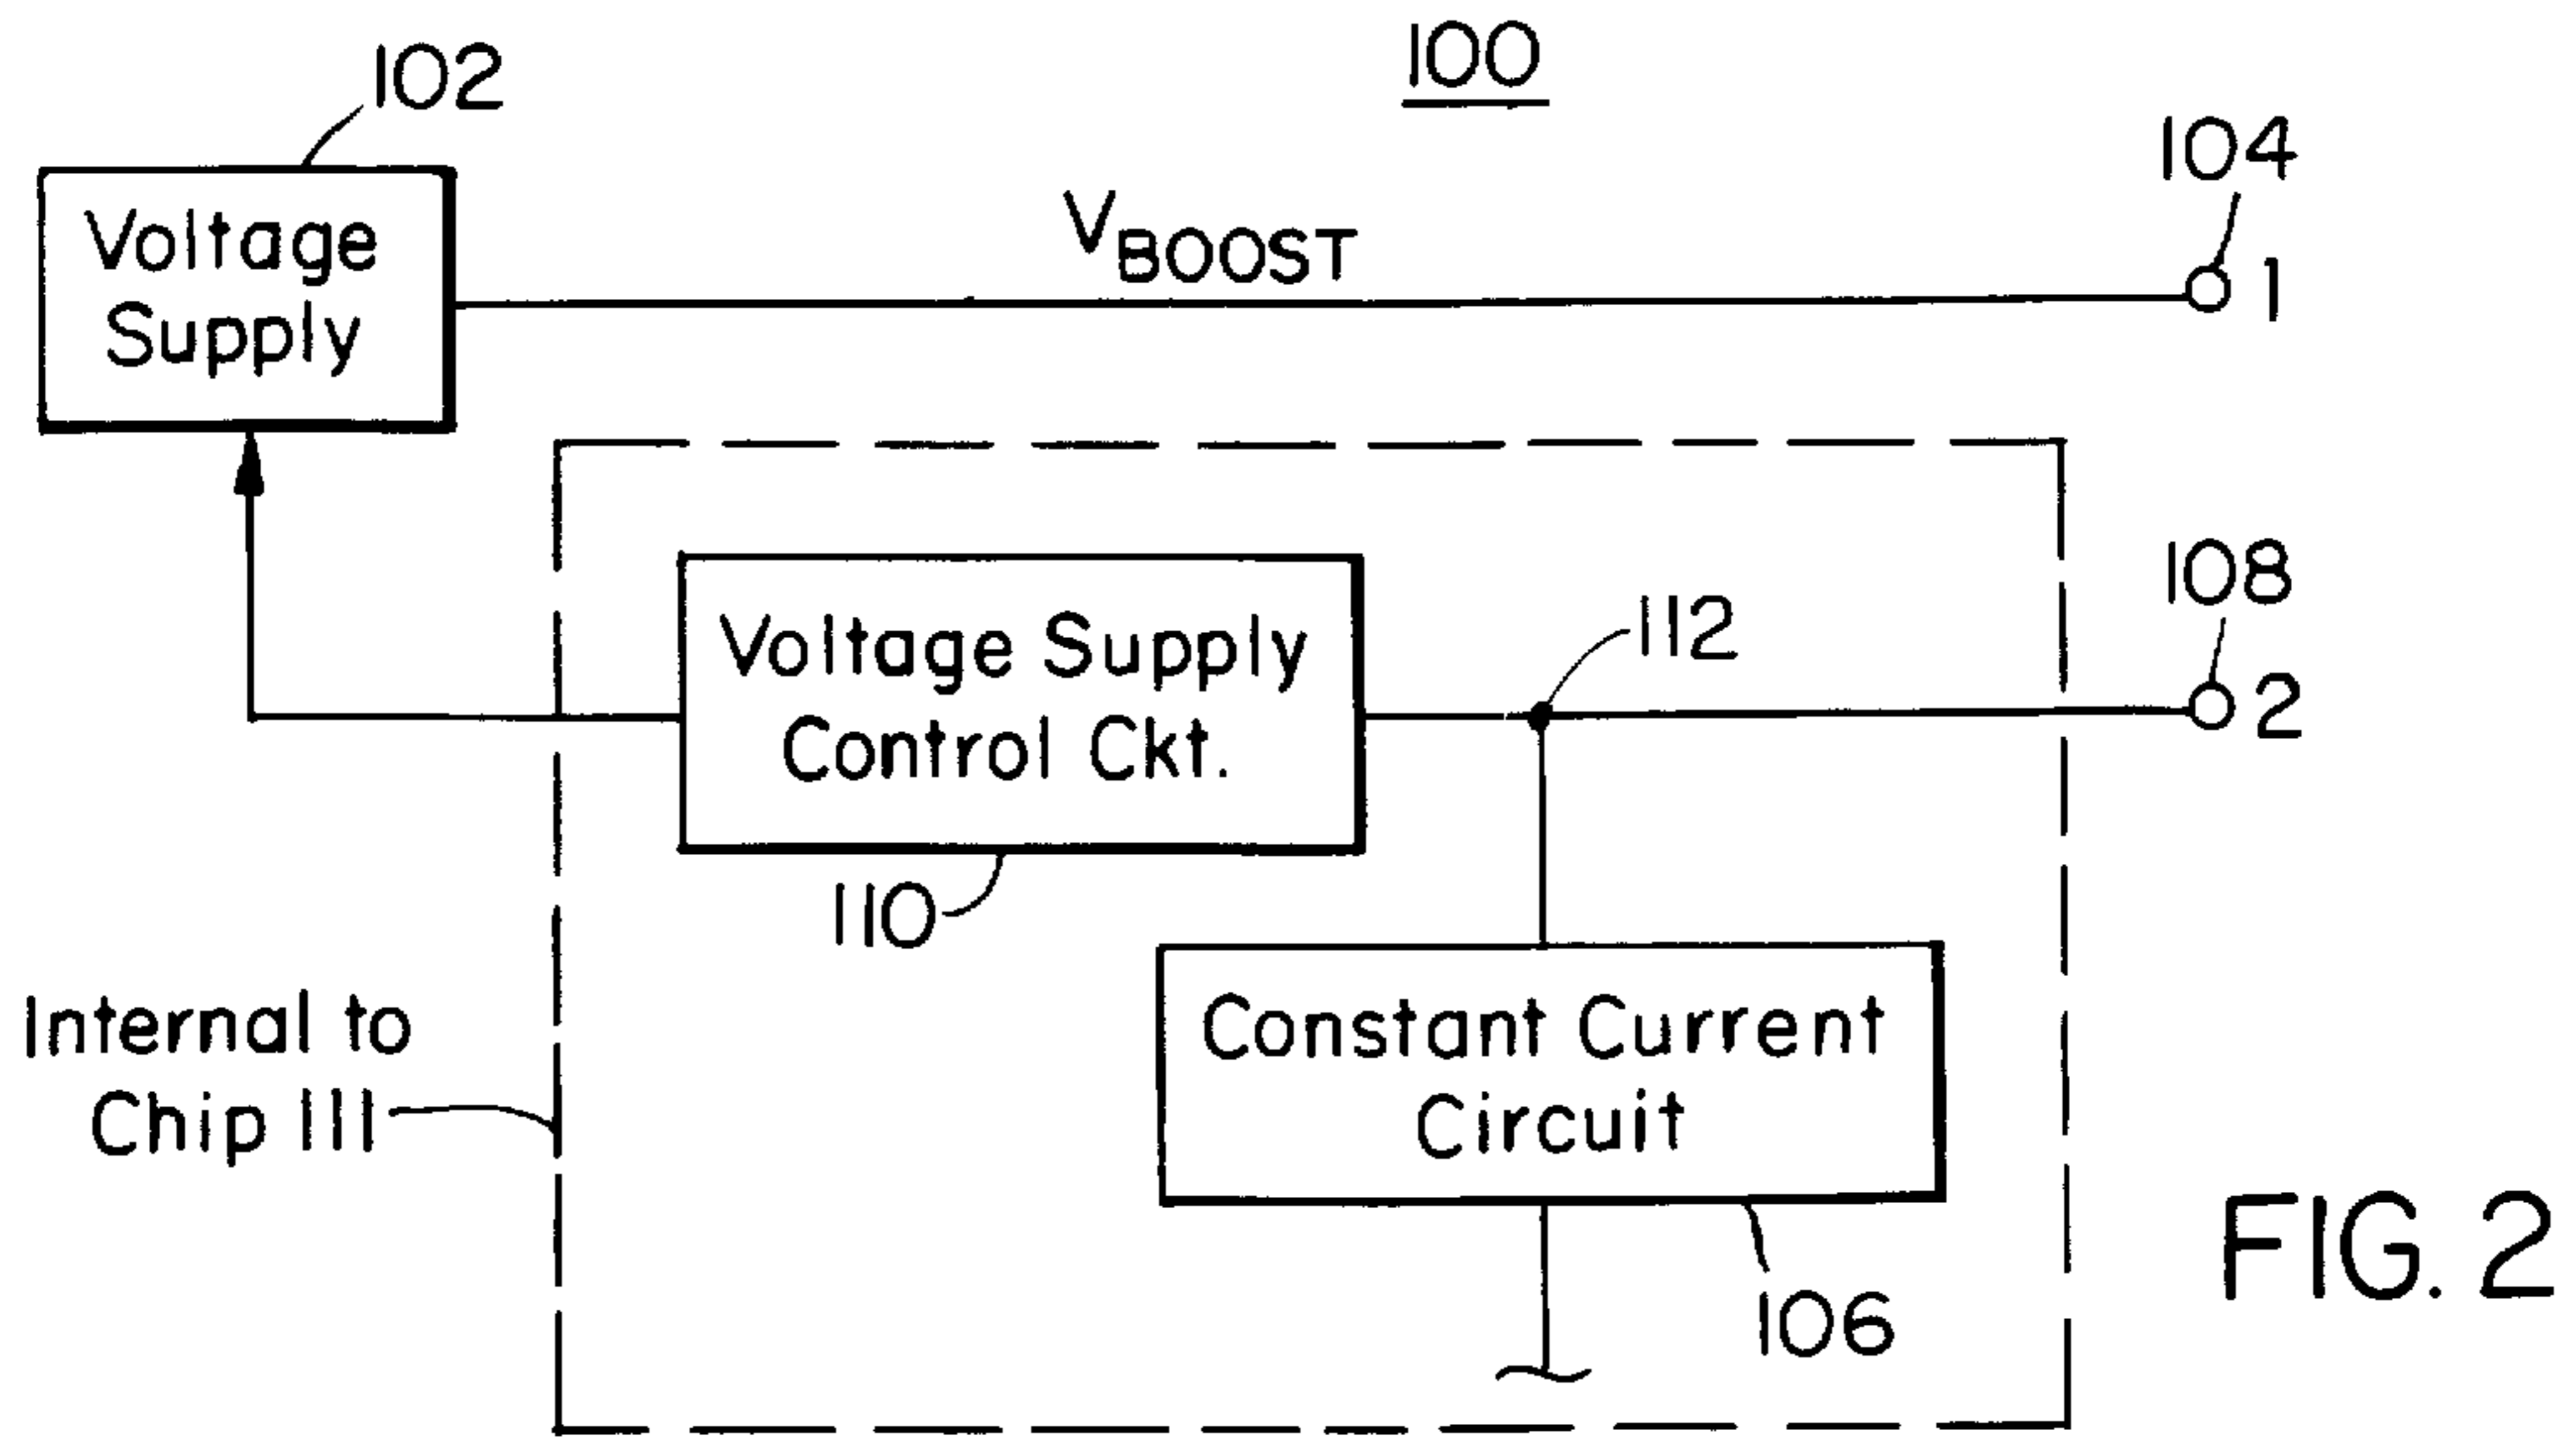 100
102
104
Voltage
Supply
VBOOST
1
108
Voltage Supply
Control Ckt.
112
2
110
Internal to
Chip 111
Constant Current
Circuit
106
FIG. 2